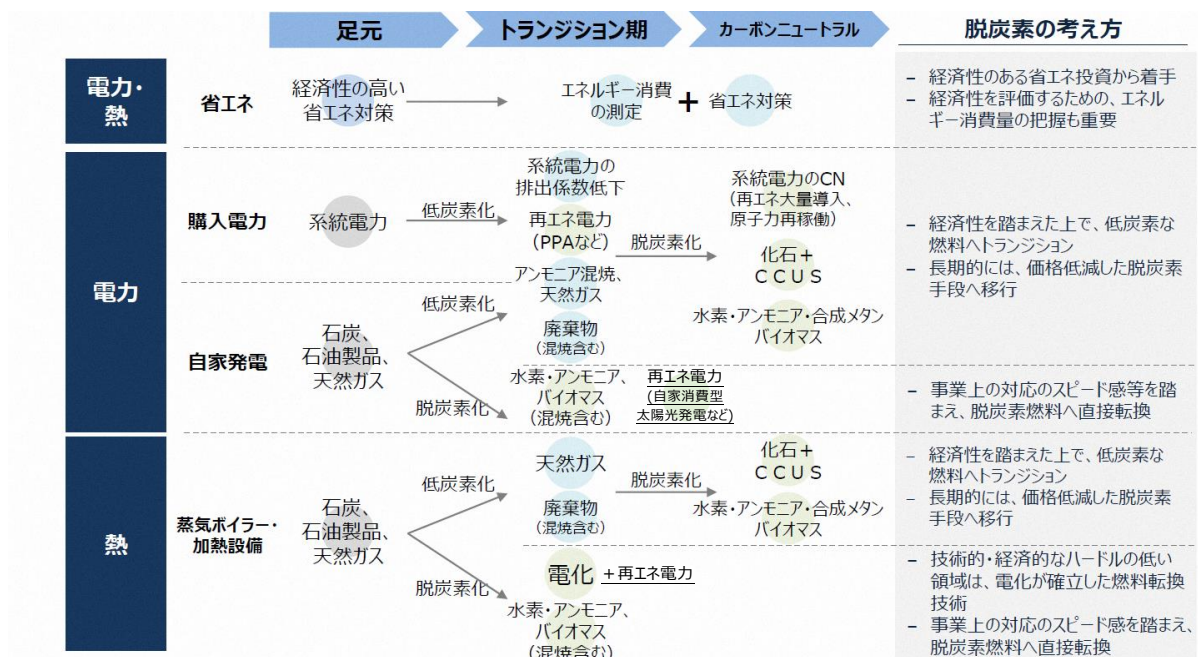 足元
トランジション期
カーボンニュートラル
脱炭素の考え方
電力・
熱
省エネ
経済性の高い
省エネ対策
エネルギー消費
の測定
+
省エネ対策
– 経済性のある省エネ投資から着手
– 経済性を評価するための、エネル
ギー消費量の把握も重要
電力
購入電力
系統電力
低炭素化
系統電力の
排出係数低下
再エネ電力
(PPAなど)
脱炭素化
系統電力のCN
(再エネ大量導入、
原子力再稼働)
化石+
CCUS
– 経済性を踏まえた上で、低炭素な
燃料へトランジション
– 長期的には、価格低減した脱炭素
手段へ移行
自家発電
石炭、
石油製品、
天然ガス
低炭素化
アンモニア混焼、
天然ガス
廃棄物
(混焼含む)
水素・アンモニア・合成メタン
バイオマス
脱炭素化
水素・アンモニア、
バイオマス
(混焼含む)
再エネ電力
(自家消費型
太陽光発電など)
– 事業上の対応のスピード感等を踏
まえ、脱炭素燃料へ直接転換
熱
蒸気ボイラー・
加熱設備
石炭、
石油製品、
天然ガス
低炭素化
天然ガス
廃棄物
(混焼含む)
脱炭素化
化石+
CCUS
水素・アンモニア・合成メタン
バイオマス
– 経済性を踏まえた上で、低炭素な
燃料へトランジション
– 長期的には、価格低減した脱炭素
手段へ移行
脱炭素化
電化
+再エネ電力
水素・アンモニア、
バイオマス
(混焼含む)
– 技術的・経済的なハードルの低い
領域は、電化が確立した燃料転換
技術
– 事業上の対応のスピード感を踏まえ、
脱炭素燃料へ直接転換